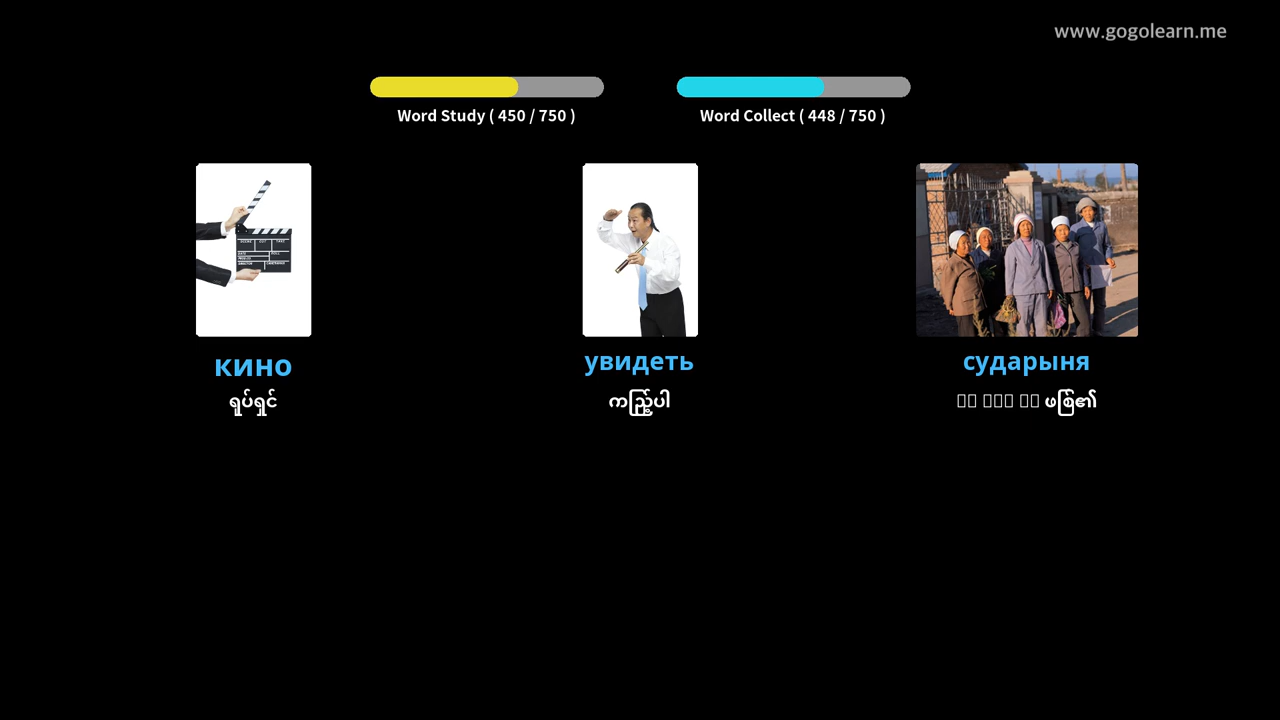 www.gogolearn.me
Word Study ( 450 / 750 )
Word Collect ( 448 / 750 )
кино
увидеть
сударыня
ရုပ်ရှင်
ကြည့်ပါ
ဖြစ်၏